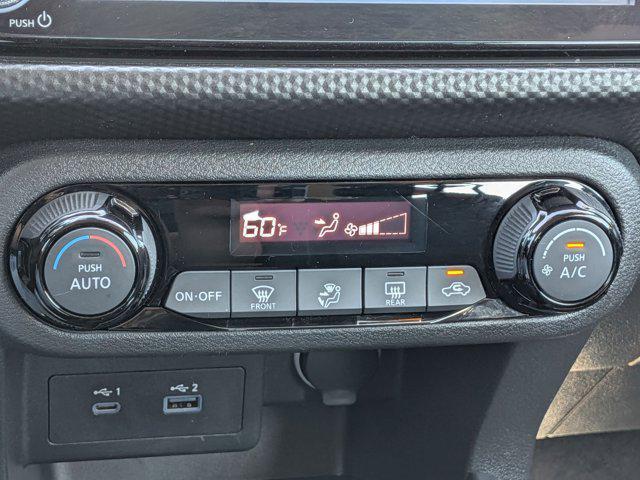 PUSH
60°F
PUSH
AUTO
ON·OFF
FRONT
REAR
PUSH
A/C
1
2